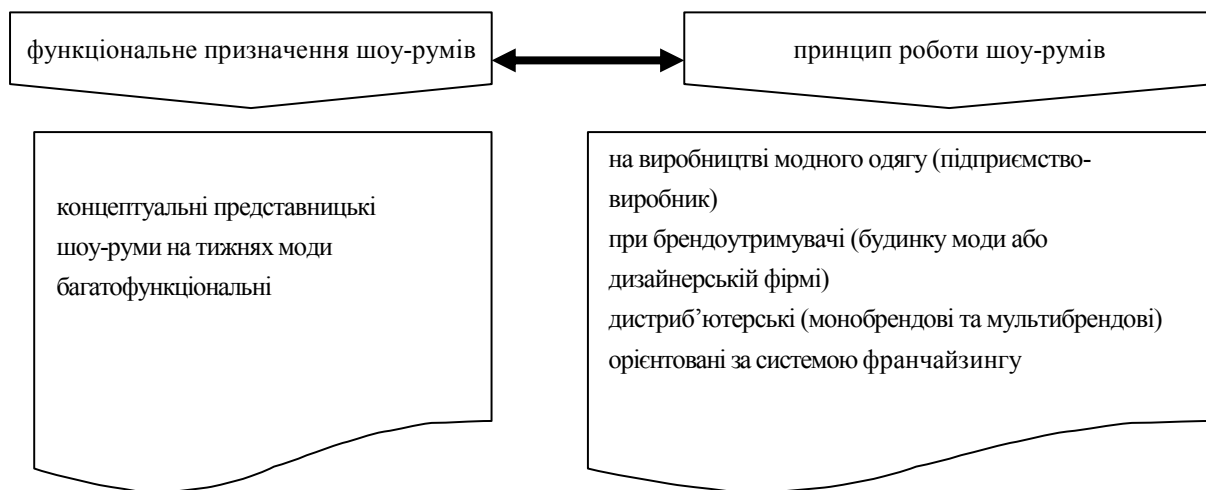 функціональне призначення шоу-румів
принцип роботи шоу-румів
концептуальні представницькі
шоу-руми на тижнях моди
багатофункціональні
на виробництві модного одягу (підприємство-
виробник)
при брендоутримувачі (будинку моди або
дизайнерській фірмі)
дистриб’ютерські (монобрендові та мультибрендові)
орієнтовані за системою франчайзингу